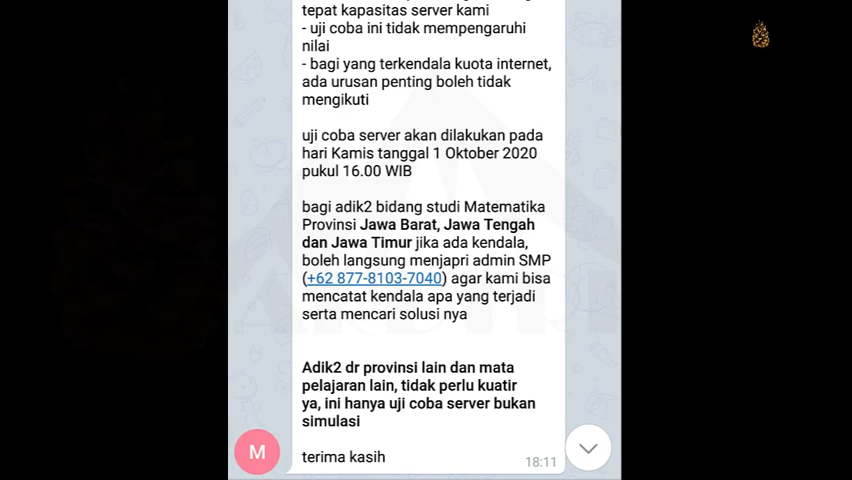 tepat kapasitas server kami
- uji coba ini tidak mempengaruhi
nilai
- bagi yang terkendala kuota internet,
ada urusan penting boleh tidak
mengikuti
uji coba server akan dilakukan pada
hari Kamis tanggal 1 Oktober 2020
pukul 16.00 WIB
bagi adik2 bidang studi Matematika
Provinsi Jawa Barat, Jawa Tengah
dan Jawa Timur jika ada kendala,
boleh langsung menjapri admin SMP
(+62 877-8103-7040) agar kami bisa
mencatat kendala apa yang terjadi
serta mencari solusi nya
Adik2 dr provinsi lain dan mata
pelajaran lain, tidak perlu kuatir
ya, ini hanya uji coba server bukan
simulasi
terima kasih
18:11
M